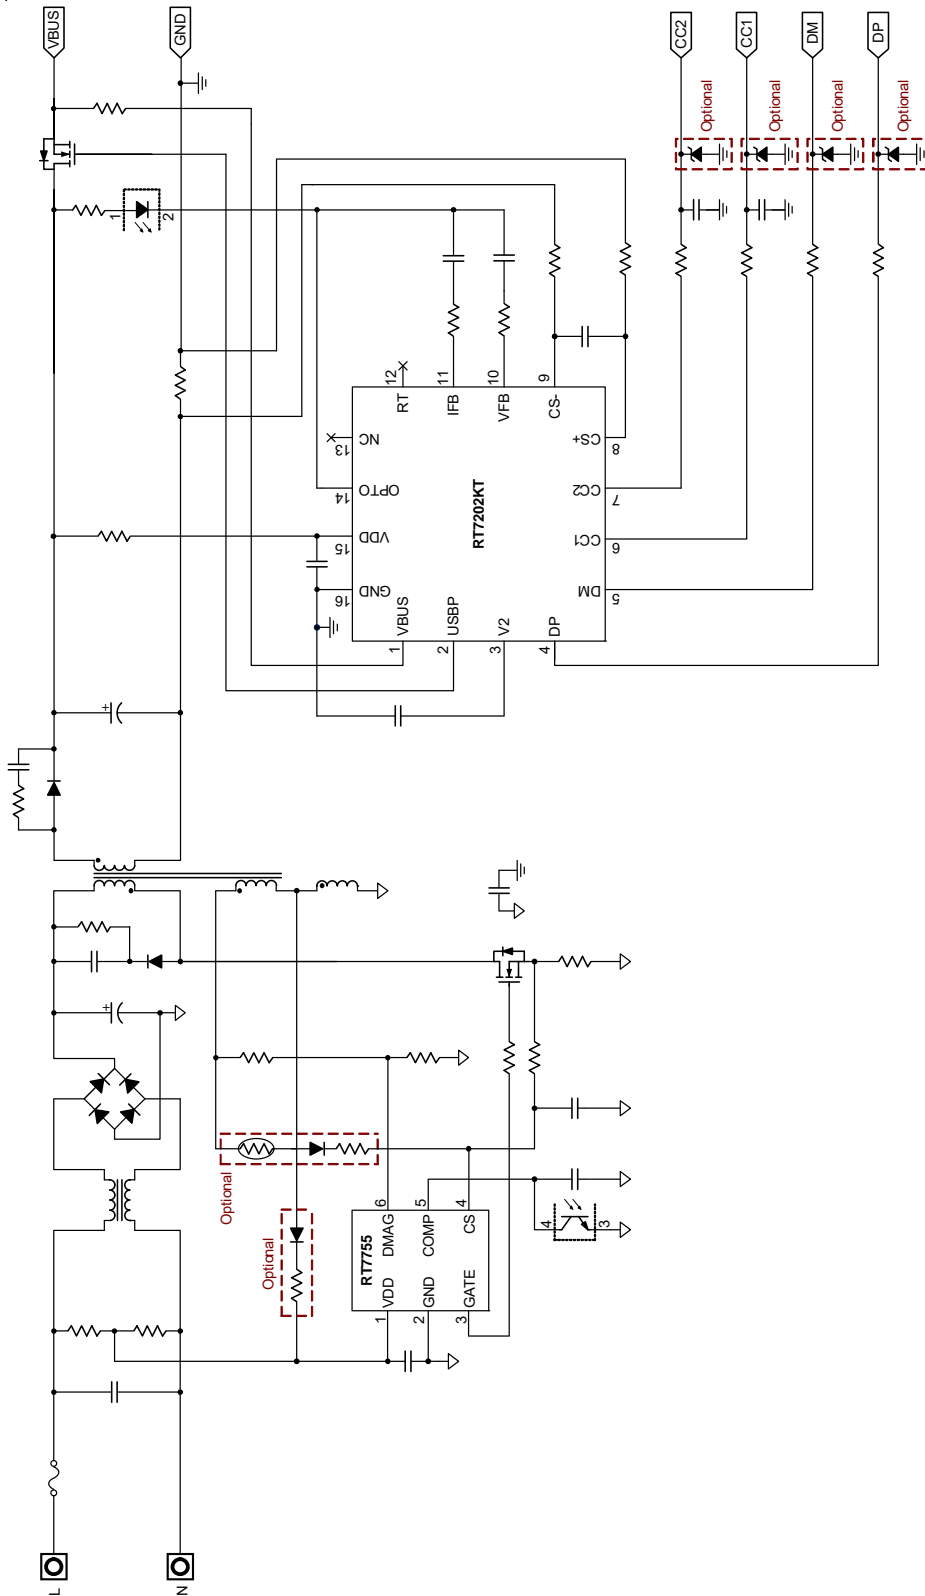 VBUS
GND
CC2
CC1
DM
DP
Optional
Optional
Optional
Optional
+
1
2
12
11
10
9
RT
IFB
VFB
CS-
13
NC
14
OPTO
15
VDD
16
GND
RT7202KT
CS+
8
CC2
7
CC1
6
DM
5
VBUS
USBP
V2
DP
1
2
3
4
+
Optional
Optional
6
5
4
DMAG
COMP
CS
RT7755
VDD
GND
GATE
1
2
3
4
3
L
N